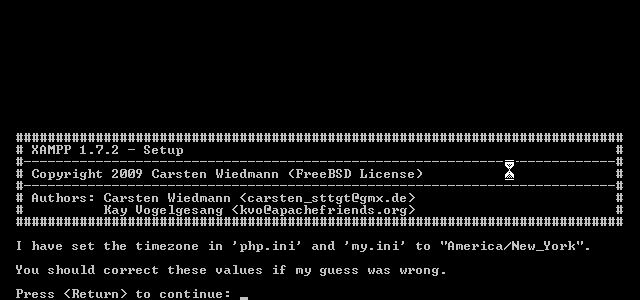 ###############################################################################
# XAMPP 1.7.2 - Setup #
#-----------------------------------------------------------------------------#
# Copyright 2009 Carsten Wiedmann (FreeBSD License) #
#-----------------------------------------------------------------------------#
# Authors: Carsten Wiedmann <carsten_sttgt@gmx.de> #
# Kay Vogelgesang <kvo@apachefriends.org> #
###############################################################################
I have set the timezone in 'php.ini' and 'my.ini' to "America/New_York".
You should correct these values if my guess was wrong.
Press <Return> to continue: _